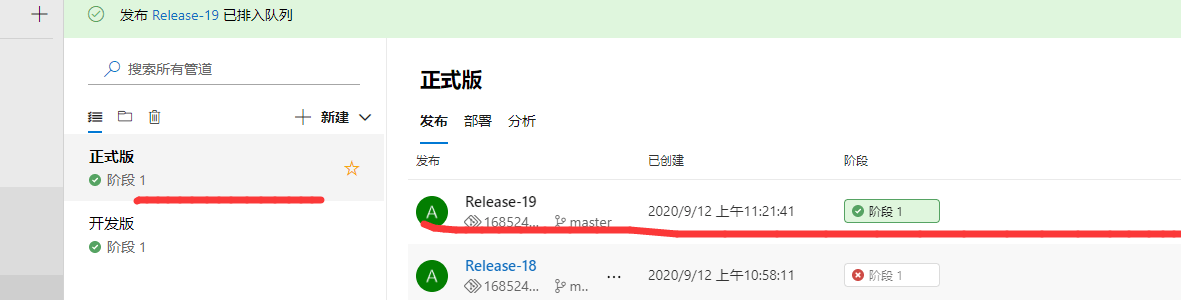 发布 Release-19 已排入队列
搜索所有管道
新建
正式版
阶段 1
开发版
阶段 1
正式版
发布 部署 分析
发布 已创建 阶段
Release-19
168524... master
2020/9/12 上午11:21:41
阶段 1
Release-18
168524... m..
2020/9/12 上午10:58:11
阶段 1